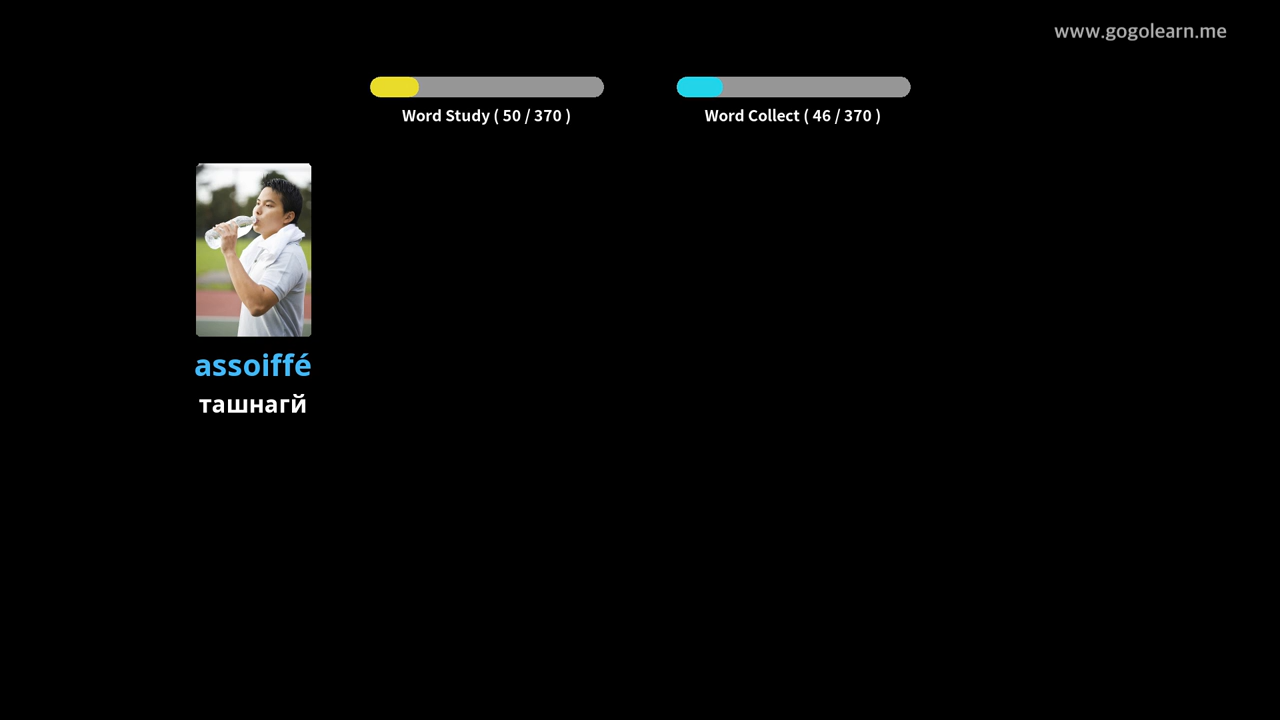 www.gogolearn.me
Word Study ( 50 / 370 )
Word Collect ( 46 / 370 )
assoiffé
ташнагй